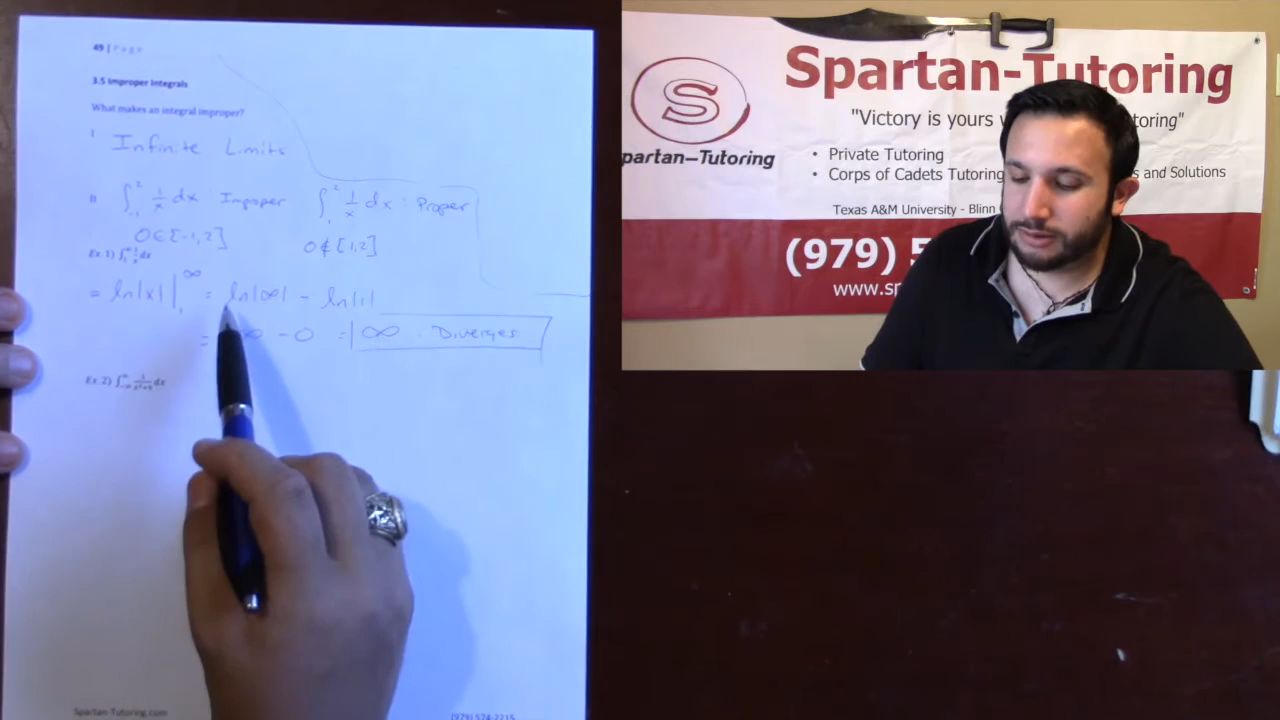 49 | P a g e
3.5 Improper Integrals
What makes an integral improper?
I Infinite Limits
II ∫₋₁² 1/x dx : Improper ∫₁² 1/x dx : Proper
0 ∈ [-1, 2] 0 ∉ [1, 2]
Ex. 1) ∫₁^∞ 1/x dx
= ln|x| |₁^∞ = ln|∞| - ln|1|
= ∞ - 0 = ∞ : Diverges
Ex. 2)
Spartan-Tutoring.com
(979) 574-2215
Spartan-Tutoring
"Victory is yours
toring"
S
partan-Tutoring
• Private Tutoring
• Corps of Cadets Tutoring
s and Solutions
Texas A&M University - Blinn
(979) 5
www.sp